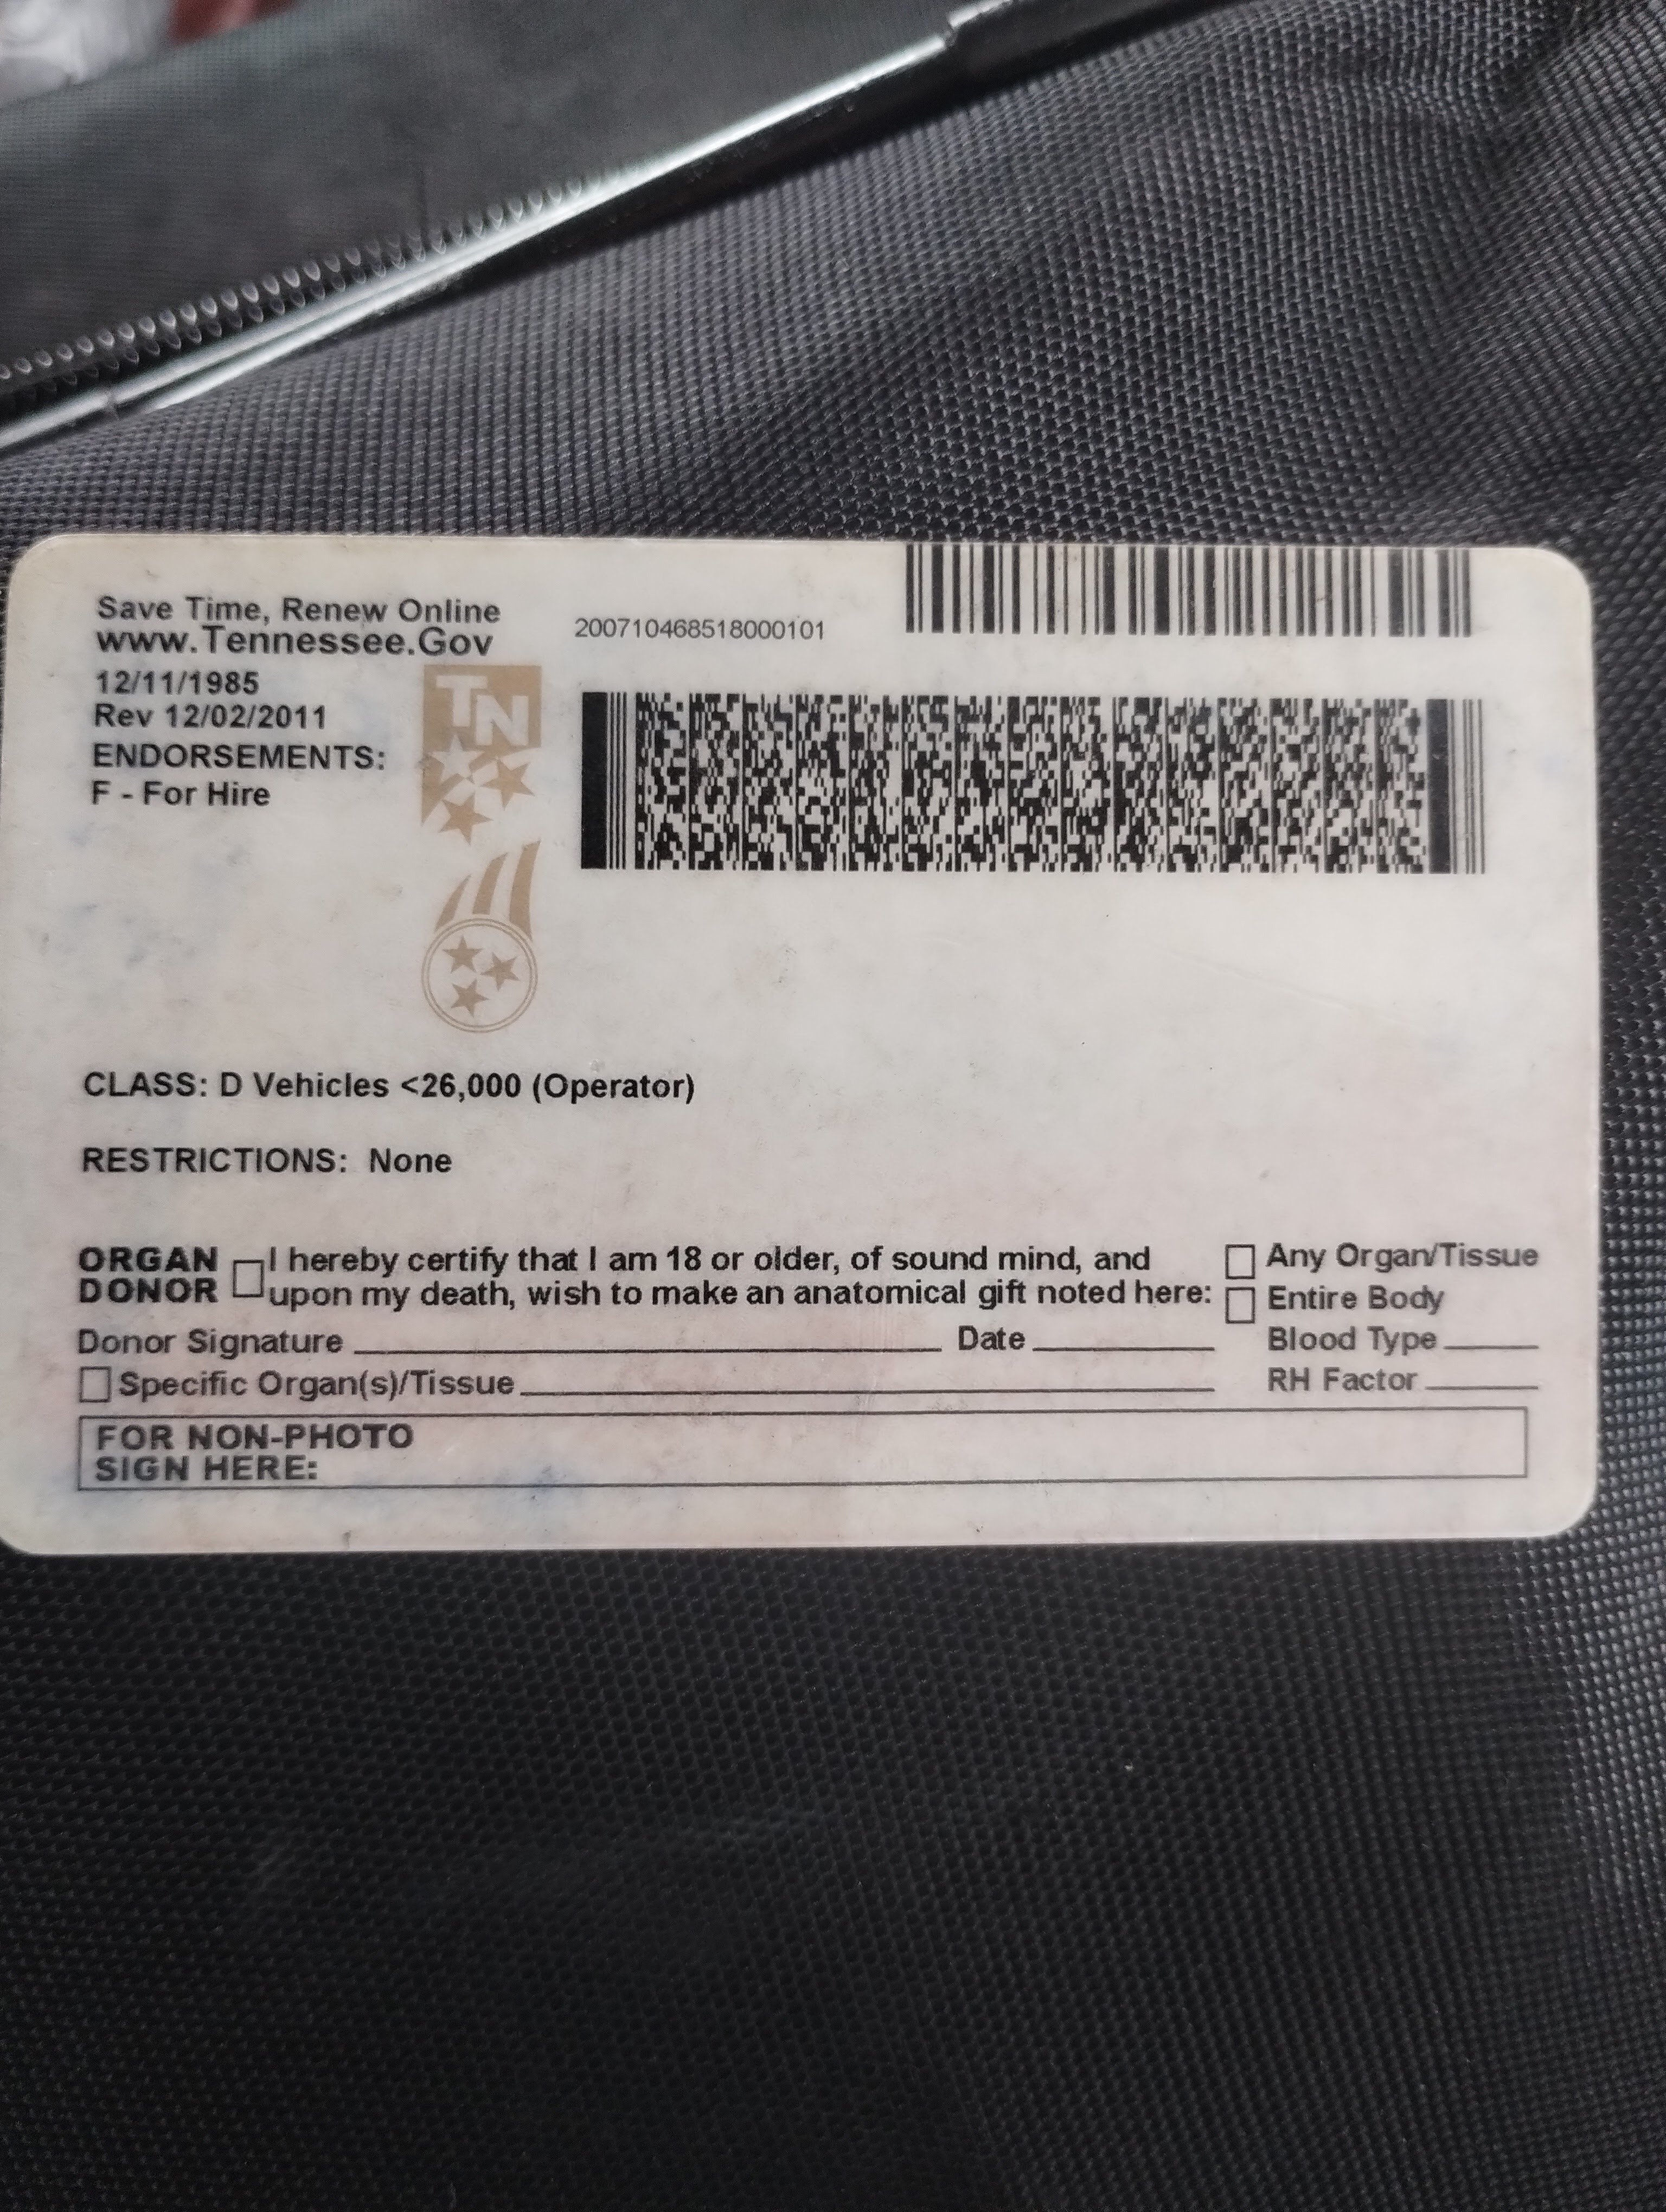 Save Time, Renew Online
www.Tennessee.Gov
200710468518000101
12/11/1985
Rev 12/02/2011
ENDORSEMENTS:
F - For Hire
TN
CLASS: D Vehicles <26,000 (Operator)
RESTRICTIONS: None
ORGAN DONOR
I hereby certify that I am 18 or older, of sound mind, and
upon my death, wish to make an anatomical gift noted here:
Any Organ/Tissue
Entire Body
Donor Signature Date Blood Type
Specific Organ(s)/Tissue RH Factor
FOR NON-PHOTO
SIGN HERE: